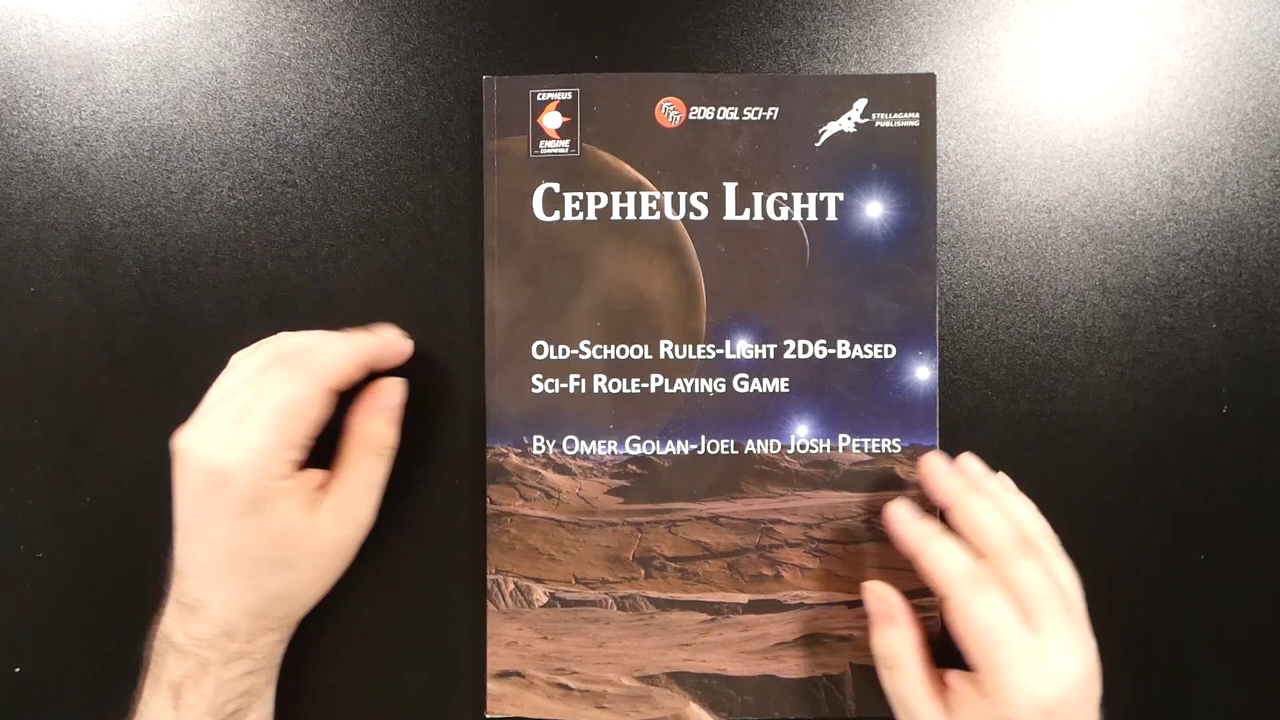 CEPHEUS
ENGINE
COMPATIBLE
2D6 OGL SCI-FI
STELLAGAMA
PUBLISHING
CEPHEUS LIGHT
OLD-SCHOOL RULES-LIGHT 2D6-BASED
SCI-FI ROLE-PLAYING GAME
BY OMER GOLAN-JOEL AND JOSH PETERS